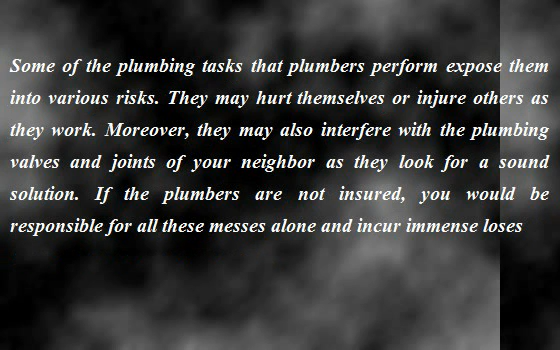 Some of the plumbing tasks that plumbers perform expose them
into various risks. They may hurt themselves or injure others as
they work. Moreover, they may also interfere with the plumbing
valves and joints of your neighbor as they look for a sound
solution. If the plumbers are not insured, you would be
responsible for all these messes alone and incur immense loses